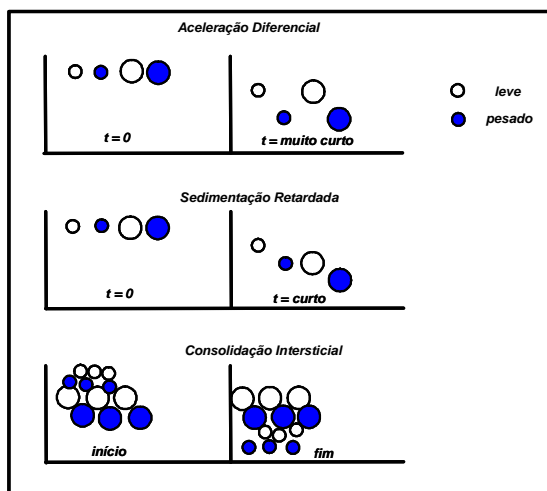 Aceleração Diferencial
leve
pesado
t = 0
t = muito curto
Sedimentação Retardada
t = 0
t = curto
Consolidação Intersticial
início
fim